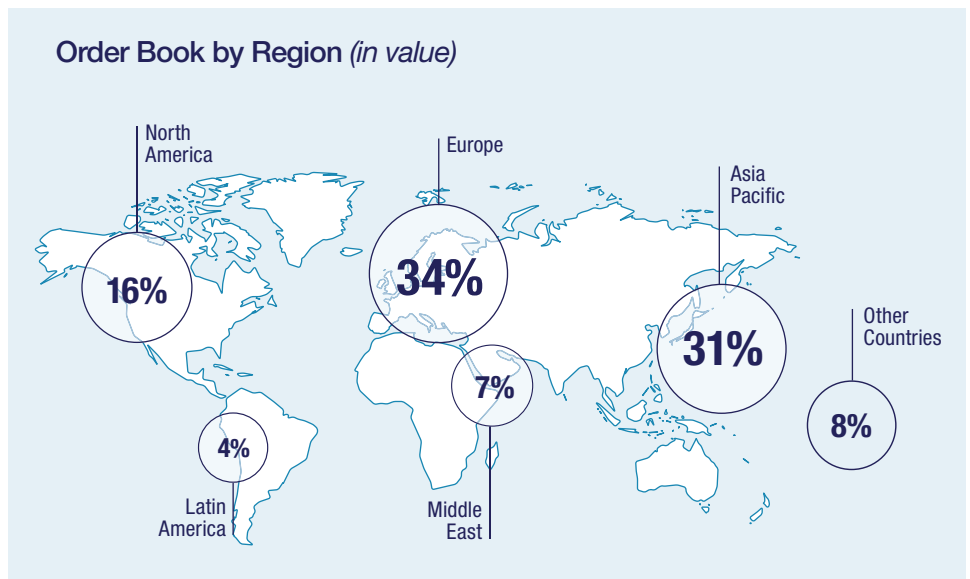 Order Book by Region (in value)
North
America
16%
Europe
34%
Asia
Pacific
31%
Other
Countries
8%
7%
Middle
East
4%
Latin
America